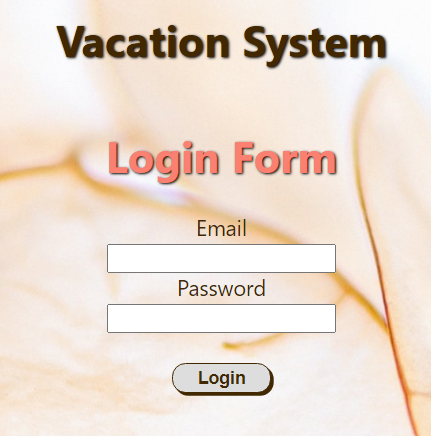 Vacation System
Login Form
Email
Password
Login